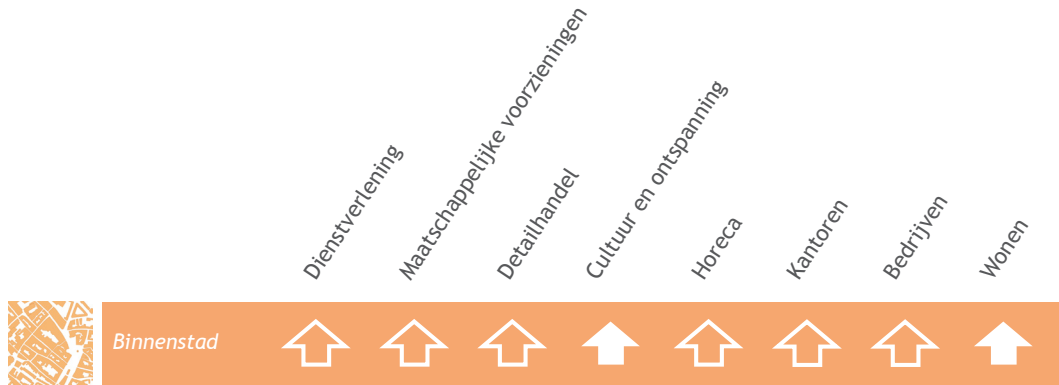 Dienstverlening
Maatschappelijke voorzieningen
Detailhandel
Cultuur en ontspanning
Horeca
Kantoren
Bedrijven
Wonen
Binnenstad